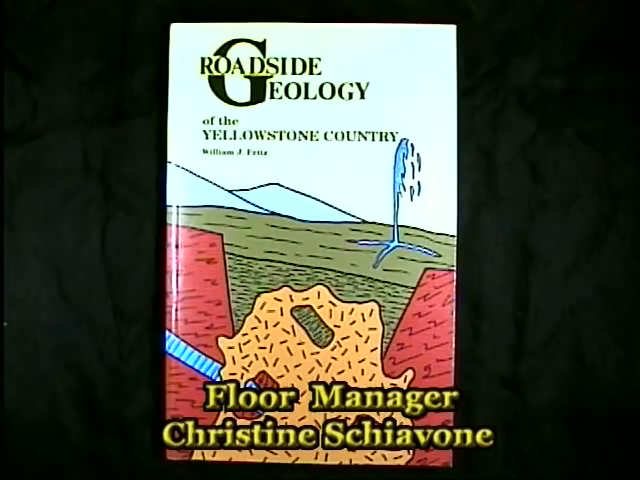 ROADSIDE
GEOLOGY
of the
YELLOWSTONE COUNTRY
William J. Fritz
Floor Manager
Christine Schiavone